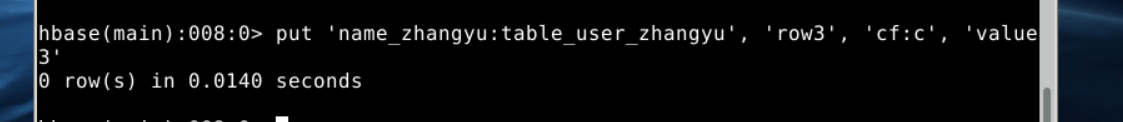 hbase(main):008:0> put 'name_zhangyu:table_user_zhangyu', 'row3', 'cf:c', 'value
3'
0 row(s) in 0.0140 seconds